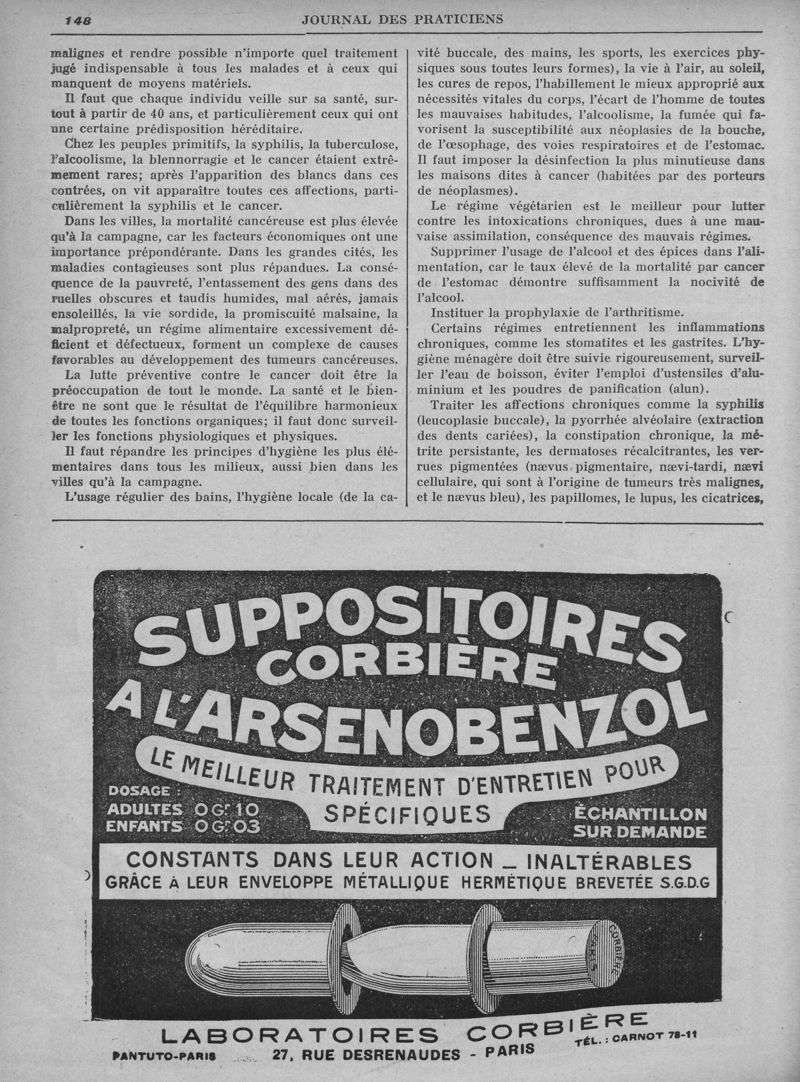 148
JOURNAL DES PRATICIENS
malignes et rendre possible n'importe quel traitement
jugé indispensable à tous les malades et à ceux qui
manquent de moyens matériels.
Il faut que chaque individu veille sur sa santé, sur-
tout à partir de 40 ans, et particulièrement ceux qui ont
une certaine prédisposition héréditaire.
Chez les peuples primitifs, la syphilis, la tuberculose,
l'alcoolisme, la blennorragie et le cancer étaient extrê-
mement rares; après l'apparition des blancs dans ces
contrées, on vit apparaître toutes ces affections, parti-
culièrement la syphilis et le cancer.
Dans les villes, la mortalité cancéreuse est plus élevée
qu'à la campagne, car les facteurs économiques ont une
importance prépondérante. Dans les grandes cités, les
maladies contagieuses sont plus répandues. La consé-
quence de la pauvreté, l'entassement des gens dans des
ruelles obscures et taudis humides, mal aérés, jamais
ensoleillés, la vie sordide, la promiscuité malsaine, la
malpropreté, un régime alimentaire excessivement dé-
ficient et défectueux, forment un complexe de causes
favorables au développement des tumeurs cancéreuses.
La lutte préventive contre le cancer doit être la
préoccupation de tout le monde. La santé et le bien-
être ne sont que le résultat de l'équilibre harmonieux
de toutes les fonctions organiques; il faut donc surveil-
ler les fonctions physiologiques et physiques.
Il faut répandre les principes d'hygiène les plus élé-
mentaires dans tous les milieux, aussi bien dans les
villes qu'à la campagne.
L'usage régulier des bains, l'hygiène locale (de la ca-
vité buccale, des mains, les sports, les exercices phy-
siques sous toutes leurs formes), la vie à l'air, au soleil,
les cures de repos, l'habillement le mieux approprié aux
nécessités vitales du corps, l'écart de l'homme de toutes
les mauvaises habitudes, l'alcoolisme, la fumée qui fa-
vorisent la susceptibilité aux néoplasies de la bouche,
de l'œsophage, des voies respiratoires et de l'estomac.
Il faut imposer la désinfection la plus minutieuse dans
les maisons dites à cancer (habitées par des porteurs
de néoplasmes).
Le régime végétarien est le meilleur pour lutter
contre les intoxications chroniques, dues à une mau-
vaise assimilation, conséquence des mauvais régimes.
Supprimer l'usage de l'alcool et des épices dans l'ali-
mentation, car le taux élevé de la mortalité par cancer
de l'estomac démontre suffisamment la nocivité de
l'alcool.
Instituer la prophylaxie de l'arthritisme.
Certains régimes entretiennent les inflammations
chroniques, comme les stomatites et les gastrites. L'hy-
giène ménagère doit être suivie rigoureusement, surveil-
ler l'eau de boisson, éviter l'emploi d'ustensiles d'alu-
minium et les poudres de panification (alun).
Traiter les affections chroniques comme la syphilis
(leucoplasie buccale), la pyorrhée alvéolaire (extraction
des dents cariées), la constipation chronique, la mé-
trite persistante, les dermatoses récalcitrantes, les ver-
rues pigmentées (nævus pigmentaire, nævi-tardi, nævi
cellulaire, qui sont à l'origine de tumeurs très malignes,
et le nævus bleu), les papillomes, le lupus, les cicatrices,
SUPPOSITOIRES
CORBIÈRE
A L'ARSENOBENZOL
LE MEILLEUR TRAITEMENT D'ENTRETIEN POUR
SPÉCIFIQUES
DOSAGE :
ADULTES 0 Gr 10
ENFANTS 0 Gr 03
ÉCHANTILLON
SUR DEMANDE
CONSTANTS DANS LEUR ACTION _ INALTÉRABLES
GRÂCE A LEUR ENVELOPPE MÉTALLIQUE HERMÉTIQUE BREVETÉE S.G.D.G
CORBIÈRE
PARIS
LABORATOIRES CORBIÈRE
PANTUTO-PARIS
27, RUE DESRENAUDES - PARIS
TÉL. : CARNOT 78-11